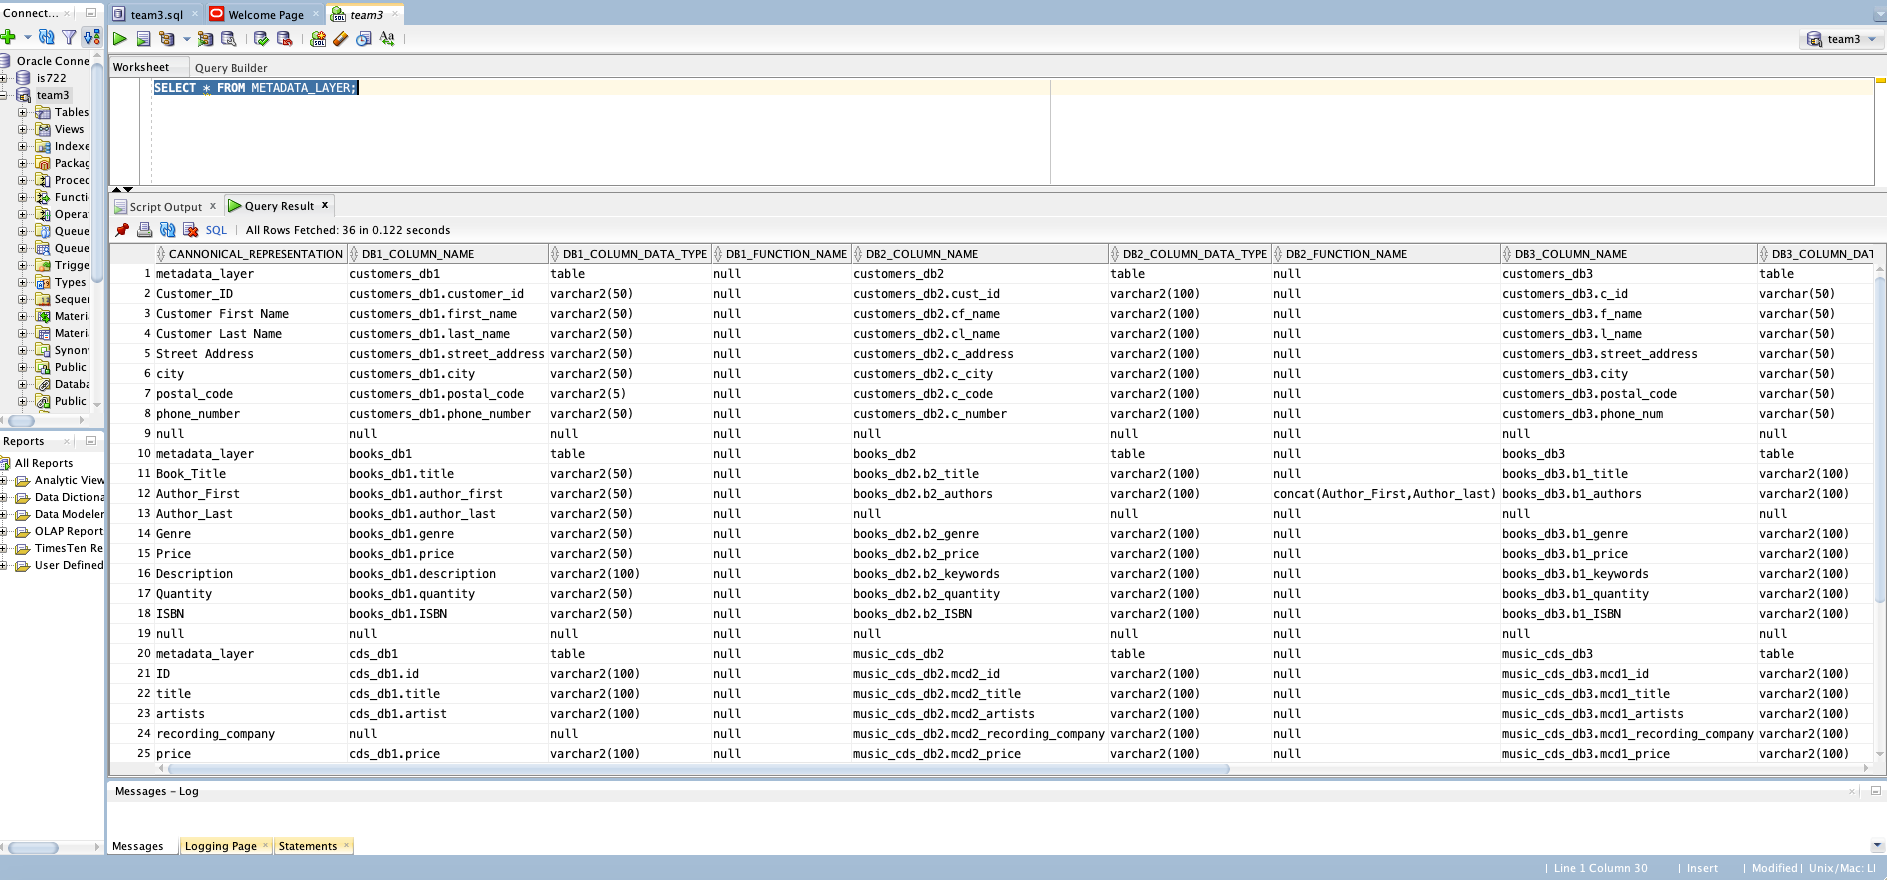 Connect... × team3.sql × Welcome Page × team3 ×
team3
Oracle Conne
is722
team3
Tables
Views
Indexe
Packag
Proced
Functi
Opera
Queue
Queue
Trigge
Types
Sequen
Materi
Materi
Synon
Public
Databa
Public
Reports ×
All Reports
Analytic View
Data Dictiona
Data Modeler
OLAP Report
TimesTen Re
User Defined
Worksheet Query Builder
SELECT * FROM METADATA_LAYER;
Script Output x Query Result x
SQL | All Rows Fetched: 36 in 0.122 seconds
CANNONICAL_REPRESENTATION DB1_COLUMN_NAME DB1_COLUMN_DATA_TYPE DB1_FUNCTION_NAME DB2_COLUMN_NAME DB2_COLUMN_DATA_TYPE DB2_FUNCTION_NAME DB3_COLUMN_NAME DB3_COLUMN_DAT
1 metadata_layer customers_db1 table null customers_db2 table null customers_db3 table
2 Customer_ID customers_db1.customer_id varchar2(50) null customers_db2.cust_id varchar2(100) null customers_db3.c_id varchar(50)
3 Customer First Name customers_db1.first_name varchar2(50) null customers_db2.cf_name varchar2(100) null customers_db3.f_name varchar(50)
4 Customer Last Name customers_db1.last_name varchar2(50) null customers_db2.cl_name varchar2(100) null customers_db3.l_name varchar(50)
5 Street Address customers_db1.street_address varchar2(50) null customers_db2.c_address varchar2(100) null customers_db3.street_address varchar(50)
6 city customers_db1.city varchar2(50) null customers_db2.c_city varchar2(100) null customers_db3.city varchar(50)
7 postal_code customers_db1.postal_code varchar2(5) null customers_db2.c_code varchar2(100) null customers_db3.postal_code varchar(50)
8 phone_number customers_db1.phone_number varchar2(50) null customers_db2.c_number varchar2(100) null customers_db3.phone_num varchar(50)
9 null null null null null null null null null
10 metadata_layer books_db1 table null books_db2 table null books_db3 table
11 Book_Title books_db1.title varchar2(50) null books_db2.b2_title varchar2(100) null books_db3.b1_title varchar2(100)
12 Author_First books_db1.author_first varchar2(50) null books_db2.b2_authors varchar2(100) concat(Author_First,Author_last) books_db3.b1_authors varchar2(100)
13 Author_Last books_db1.author_last varchar2(50) null null null null null null
14 Genre books_db1.genre varchar2(50) null books_db2.b2_genre varchar2(100) null books_db3.b1_genre varchar2(100)
15 Price books_db1.price varchar2(50) null books_db2.b2_price varchar2(100) null books_db3.b1_price varchar2(100)
16 Description books_db1.description varchar2(100) null books_db2.b2_keywords varchar2(100) null books_db3.b1_keywords varchar2(100)
17 Quantity books_db1.quantity varchar2(50) null books_db2.b2_quantity varchar2(100) null books_db3.b1_quantity varchar2(100)
18 ISBN books_db1.ISBN varchar2(50) null books_db2.b2_ISBN varchar2(100) null books_db3.b1_ISBN varchar2(100)
19 null null null null null null null null null
20 metadata_layer cds_db1 table null music_cds_db2 table null music_cds_db3 table
21 ID cds_db1.id varchar2(100) null music_cds_db2.mcd2_id varchar2(100) null music_cds_db3.mcd1_id varchar2(100)
22 title cds_db1.title varchar2(100) null music_cds_db2.mcd2_title varchar2(100) null music_cds_db3.mcd1_title varchar2(100)
23 artists cds_db1.artist varchar2(100) null music_cds_db2.mcd2_artists varchar2(100) null music_cds_db3.mcd1_artists varchar2(100)
24 recording_company null null null music_cds_db2.mcd2_recording_company varchar2(100) null music_cds_db3.mcd1_recording_company varchar2(100)
25 price cds_db1.price varchar2(100) null music_cds_db2.mcd2_price varchar2(100) null music_cds_db3.mcd1_price varchar2(100)
Messages - Log
Messages Logging Page × Statements ×
Line 1 Column 30 | Insert | Modified | Unix/Mac: LI